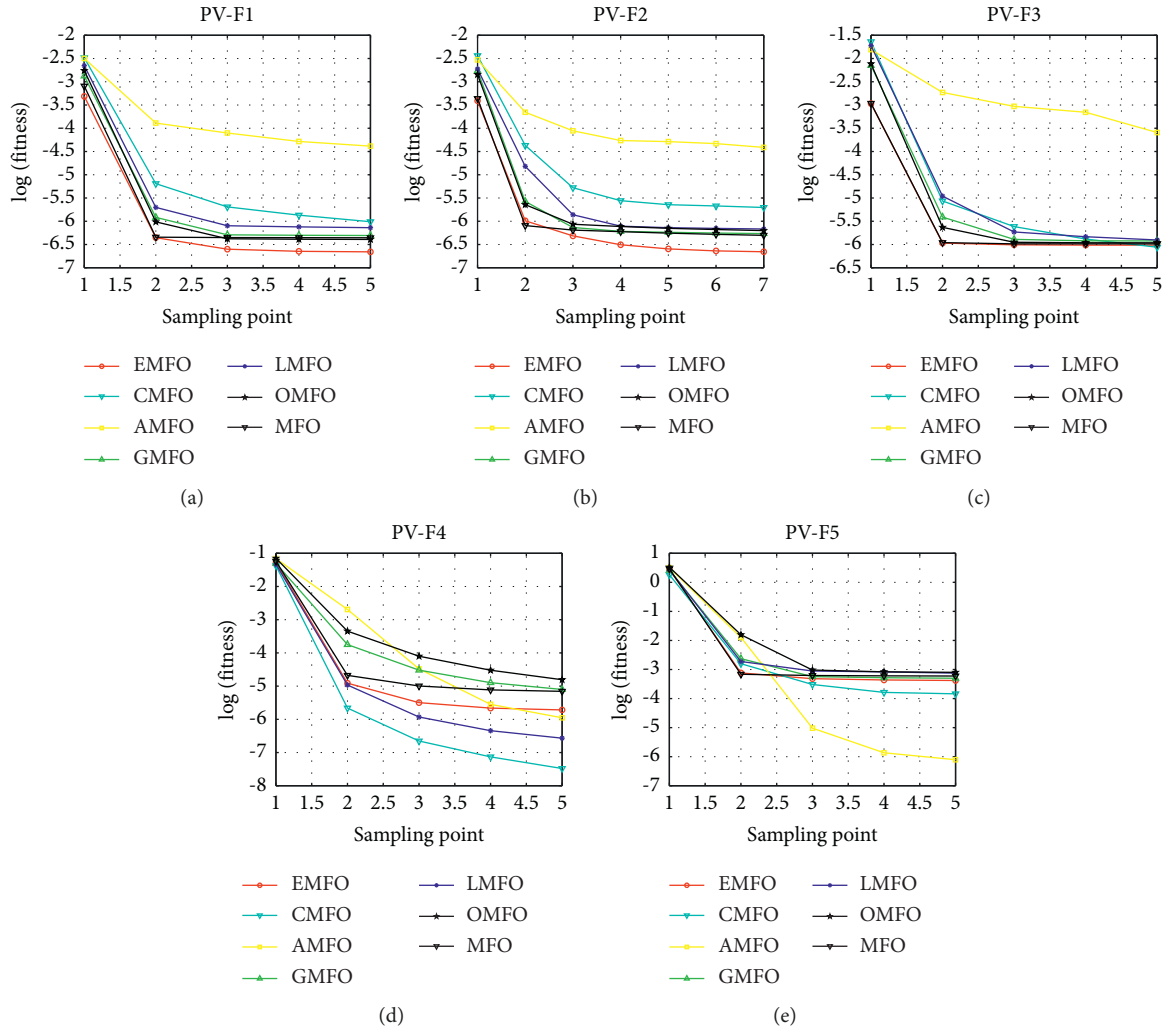 PV-F1
-2
-2.5
-3
-3.5
-4
-4.5
-5
-5.5
-6
-6.5
-7
log (fitness)
1 1.5 2 2.5 3 3.5 4 4.5 5
Sampling point
EMFO
CMFO
AMFO
GMFO
LMFO
OMFO
MFO
(a)
PV-F2
-2
-2.5
-3
-3.5
-4
-4.5
-5
-5.5
-6
-6.5
-7
log (fitness)
1 2 3 4 5 6 7
Sampling point
EMFO
CMFO
AMFO
GMFO
LMFO
OMFO
MFO
(b)
PV-F3
-1.5
-2
-2.5
-3
-3.5
-4
-4.5
-5
-5.5
-6
-6.5
log (fitness)
1 1.5 2 2.5 3 3.5 4 4.5 5
Sampling point
EMFO
CMFO
AMFO
GMFO
LMFO
OMFO
MFO
(c)
PV-F4
-1
-2
-3
-4
-5
-6
-7
-8
log (fitness)
1 1.5 2 2.5 3 3.5 4 4.5 5
Sampling point
EMFO
CMFO
AMFO
GMFO
LMFO
OMFO
MFO
(d)
PV-F5
1
0
-1
-2
-3
-4
-5
-6
-7
log (fitness)
1 1.5 2 2.5 3 3.5 4 4.5 5
Sampling point
EMFO
CMFO
AMFO
GMFO
LMFO
OMFO
MFO
(e)